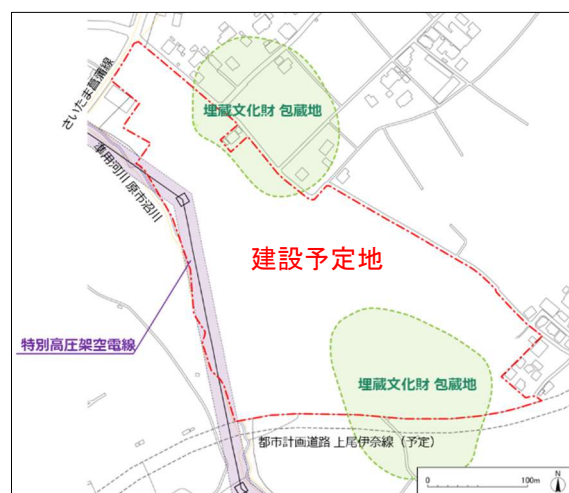 さいたま菖蒲線
埋蔵文化財 包蔵地
準用河川 原市沼川
建設予定地
特別高圧架空電線
埋蔵文化財 包蔵地
都市計画道路 上尾伊奈線（予定）
0 100m
N